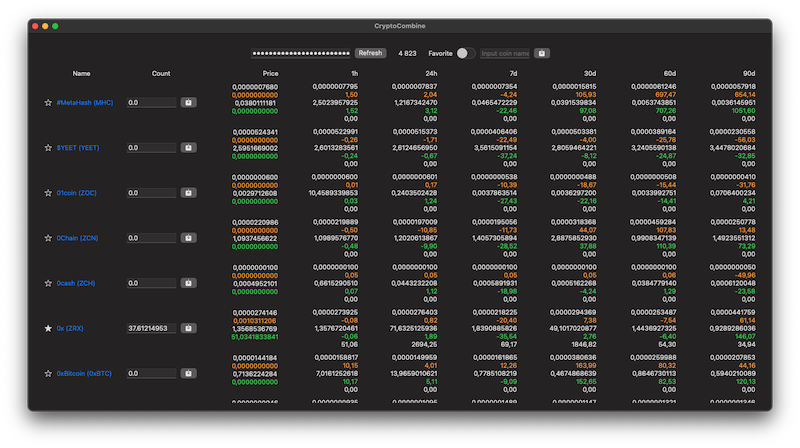 CryptoCombine
•••••••••••••••••••••••• Refresh 4 823 Favorite Input coin name
Name Count Price 1h 24h 7d 30d 60d 90d
0,0000007680 0,0000007795 0,0000007837 0,0000007354 0,0000015815 0,0000061246 0,0000057918
0,0000000000 1,50 2,04 -4,24 105,93 697,47 654,14
#MetaHash (MHC) 0.0 0,0380111181 2,5023957925 1,2167342470 0,0465472229 0,0391539834 0,0053743851 0,0036145951
0,0000000000 1,52 3,12 -22,46 97,08 707,26 1051,60
0,00 0,00 0,00 0,00 0,00 0,00
0,0000524341 0,0000522991 0,0000515373 0,0000406406 0,0000503381 0,0000389164 0,0000230558
0,0000000000 -0,26 -1,71 -22,49 -4,00 -25,78 -56,03
$YEET (YEET) 0.0 2,5951669002 2,6013283561 2,6124656950 3,5615091154 2,8059464221 3,2405590138 3,4478020684
0,0000000000 -0,24 -0,67 -37,24 -8,12 -24,87 -32,85
0,00 0,00 0,00 0,00 0,00 0,00
0,0000000600 0,0000000600 0,0000000600 0,0000000538 0,0000000488 0,0000000508 0,0000000410
0,0000000000 0,01 0,17 -10,39 -18,67 -15,44 -31,76
01coin (ZOC) 0.0 0,0029712608 10,4589339853 0,2403502428 0,0037863514 0,0036297200 0,0033992751 0,0706400234
0,0000000000 0,03 1,24 -27,43 -22,16 -14,41 4,21
0,00 0,00 0,00 0,00 0,00 0,00
0,0000220986 0,0000219889 0,0000197009 0,0000195056 0,0000318368 0,0000459284 0,0000250778
0,0000000000 -0,50 -10,85 -11,73 44,07 107,83 13,48
0Chain (ZCN) 0.0 1,0937456622 1,0989576770 1,2020613867 1,4057305394 2,8875852930 0,9908347139 1,4923551312
0,0000000000 -0,48 -9,90 -28,52 37,88 110,39 73,29
0,00 0,00 0,00 0,00 0,00 0,00
0,0000000100 0,0000000100 0,0000000100 0,0000000100 0,0000000100 0,0000000100 0,0000000050
0,0000000000 0,05 0,05 0,05 0,05 0,06 -49,96
0cash (ZCH) 0.0 0,0004952101 0,6615290510 0,0443232208 0,0005891931 0,0005162268 0,0384779140 0,0006120048
0,0000000000 0,07 1,12 -18,98 -4,24 1,29 -23,58
0,00 0,00 0,00 0,00 0,00 0,00
0,0000274146 0,0000273925 0,0000276403 0,0000218225 0,0000294369 0,0000253487 0,0000441759
0,0010311206 -0,08 0,82 -20,40 7,38 -7,54 61,14
0x (ZRX) 37.61214953 1,3568536769 1,3576720461 71,6325125936 1,8390885826 49,1017020877 1,4436927325 0,9289286036
51,0341833841 -0,06 1,89 -35,54 2,76 -6,40 146,07
51,06 2694,25 69,17 1846,82 54,30 34,94
0,0000144184 0,0000158817 0,0000149959 0,0000161865 0,0000380636 0,0000259988 0,0000207853
0,0000000000 10,15 4,01 12,26 163,99 80,32 44,16
0xBitcoin (0xBTC) 0.0 0,7136224284 7,0161252618 13,9659010621 0,7785108219 0,4674868639 0,8646730113 0,5940210089
0,0000000000 10,17 5,11 -9,09 152,65 82,53 120,13
0,00 0,00 0,00 0,00 0,00 0,00